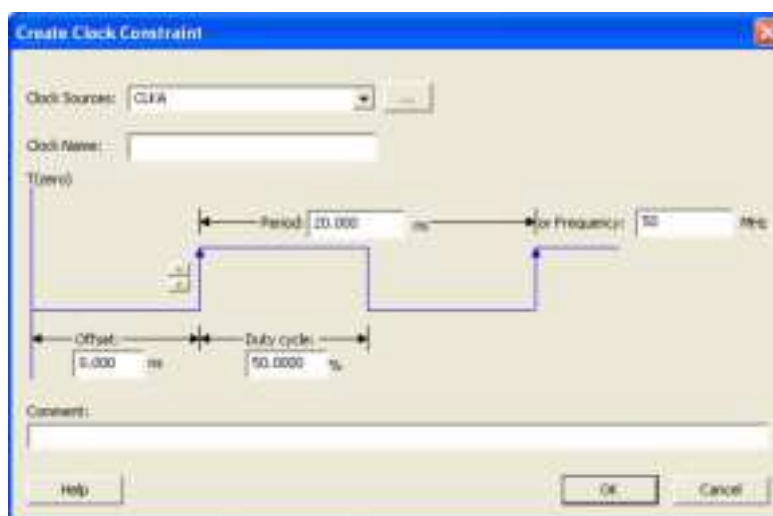 Create Clock Constraint
Clock Sources: CLKA ...
Clock Name:
T(zero)
Period: 20.000 ns or Frequency: 50 MHz
Offset: Duty cycle:
0.000 ns 50.0000 %
Comment:
Help OK Cancel